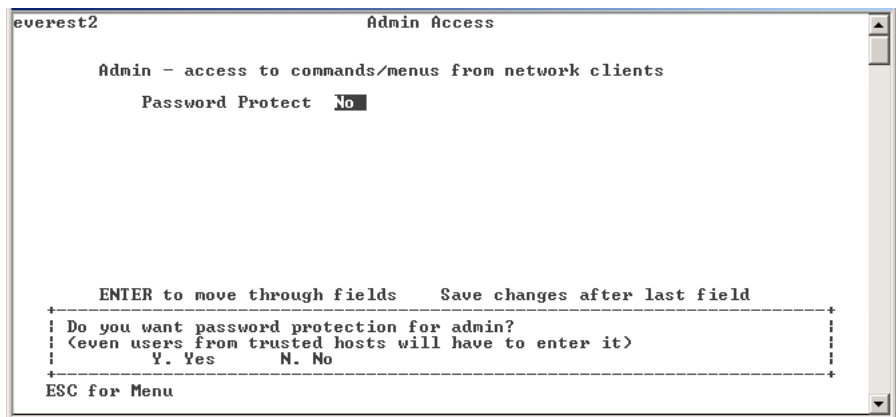 everest2 Admin Access
Admin - access to commands/menus from network clients
Password Protect No
ENTER to move through fields Save changes after last field
Do you want password protection for admin?
(even users from trusted hosts will have to enter it)
Y. Yes N. No
ESC for Menu